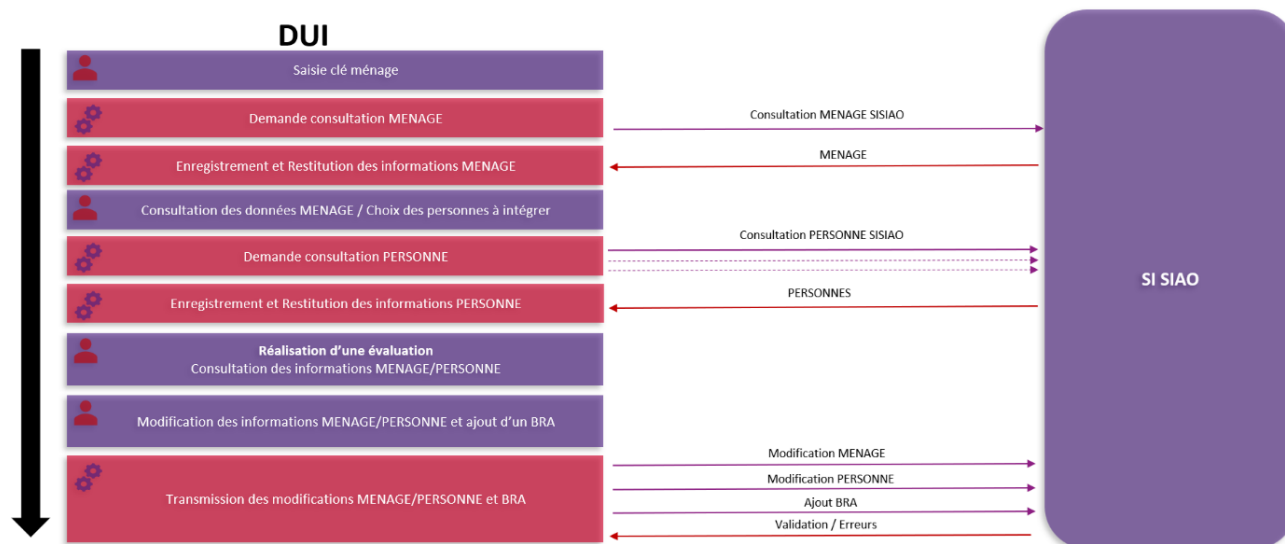 DUI
Saisie clé ménage
Demande consultation MENAGE
Consultation MENAGE SISIAO
Enregistrement et Restitution des informations MENAGE
MENAGE
Consultation des données MENAGE / Choix des personnes à intégrer
Demande consultation PERSONNE
Consultation PERSONNE SISIAO
Enregistrement et Restitution des informations PERSONNE
PERSONNES
SI SIAO
Réalisation d'une évaluation
Consultation des informations MENAGE/PERSONNE
Modification des informations MENAGE/PERSONNE et ajout d'un BRA
Transmission des modifications MENAGE/PERSONNE et BRA
Modification MENAGE
Modification PERSONNE
Ajout BRA
Validation / Erreurs